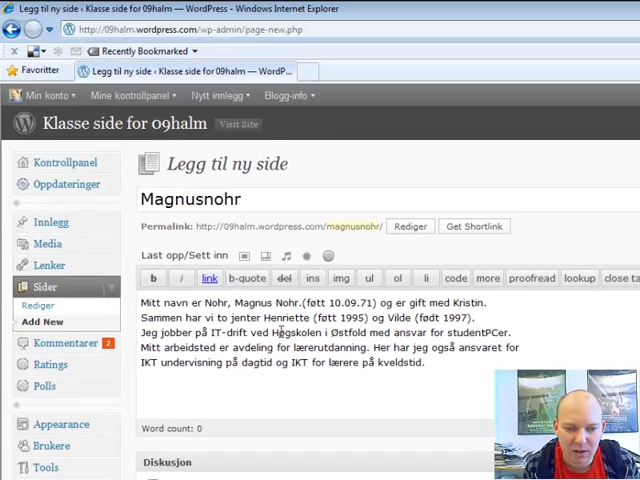 Klasse side for 09halm — WordPress - Windows Internet Explorer
http://09halm.wordpress.com/wp-admin/page-new.php
Recently Bookmarked
Favoritter
Legg til ny side ‹ Klasse side for 09halm — WordP...
Min konto
Mine kontrollpanel
Nytt innlegg
Blogg-info
Klasse side for 09halm
Visit Site
Kontrollpanel
Oppdateringer
Innlegg
Media
Lenker
Sider
Rediger
Add New
Kommentarer 2
Ratings
Polls
Appearance
Brukere
Tools
Legg til ny side
Magnusnohr
Permalink: http://09halm.wordpress.com/magnusnohr/ Rediger Get Shortlink
Last opp/Sett inn
b i link b-quote del ins img ul ol li code more proofread lookup close ta
Mitt navn er Nohr, Magnus Nohr.(føtt 10.09.71) og er gift med Kristin.
Sammen har vi to jenter Henriette (føtt 1995) og Vilde (født 1997).
Jeg jobber på IT-drift ved Høgskolen i Østfold med ansvar for studentPCer.
Mitt arbeidsted er avdeling for lærerutdanning. Her har jeg også ansvaret for
IKT undervisning på dagtid og IKT for lærere på kveldstid.
Word count: 0
Diskusjon